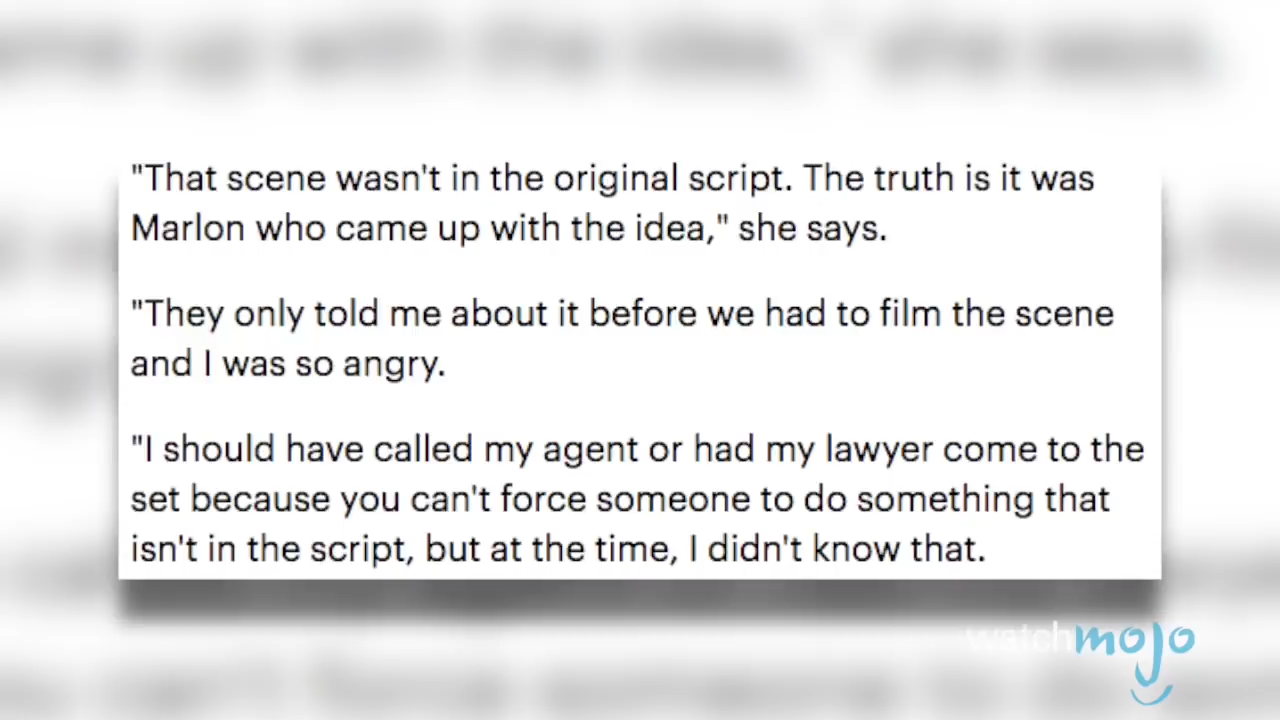 "That scene wasn't in the original script. The truth is it was
Marlon who came up with the idea," she says.
"They only told me about it before we had to film the scene
and I was so angry.
"I should have called my agent or had my lawyer come to the
set because you can't force someone to do something that
isn't in the script, but at the time, I didn't know that.
watchmojo